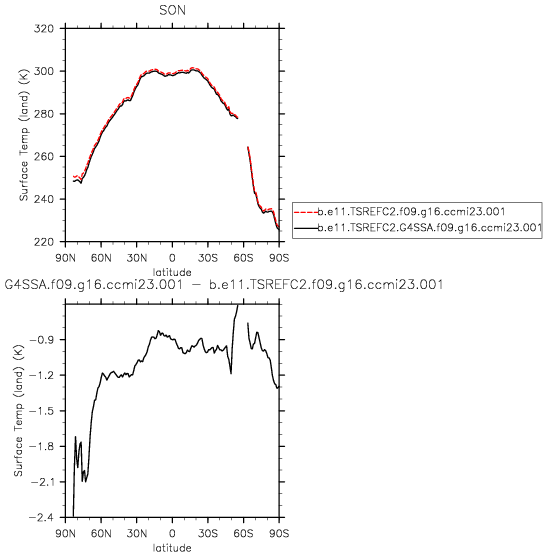 SON
320
300
280
260
240
220
Surface Temp (land) (K)
90N 60N 30N 0 30S 60S 90S
latitude
b.e11.TSREFC2.f09.g16.ccmi23.001
b.e11.TSREFC2.G4SSA.f09.g16.ccmi23.001
G4SSA.f09.g16.ccmi23.001 - b.e11.TSREFC2.f09.g16.ccmi23.001
-0.9
-1.2
-1.5
-1.8
-2.1
-2.4
Surface Temp (land) (K)
90N 60N 30N 0 30S 60S 90S
latitude